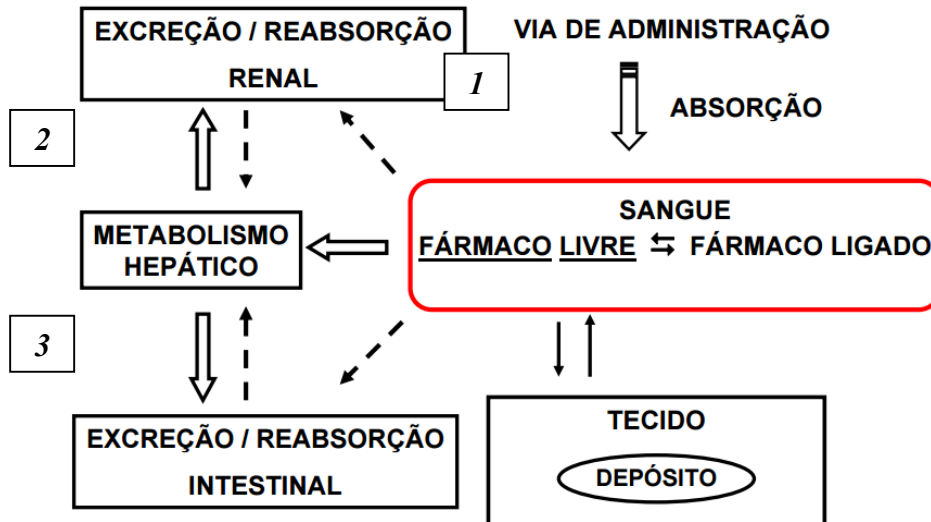 EXCREÇÃO / REABSORÇÃO
RENAL
1
VIA DE ADMINISTRAÇÃO
ABSORÇÃO
2
SANGUE
FÁRMACO LIVRE ⇆ FÁRMACO LIGADO
METABOLISMO
HEPÁTICO
3
EXCREÇÃO / REABSORÇÃO
INTESTINAL
TECIDO
DEPÓSITO